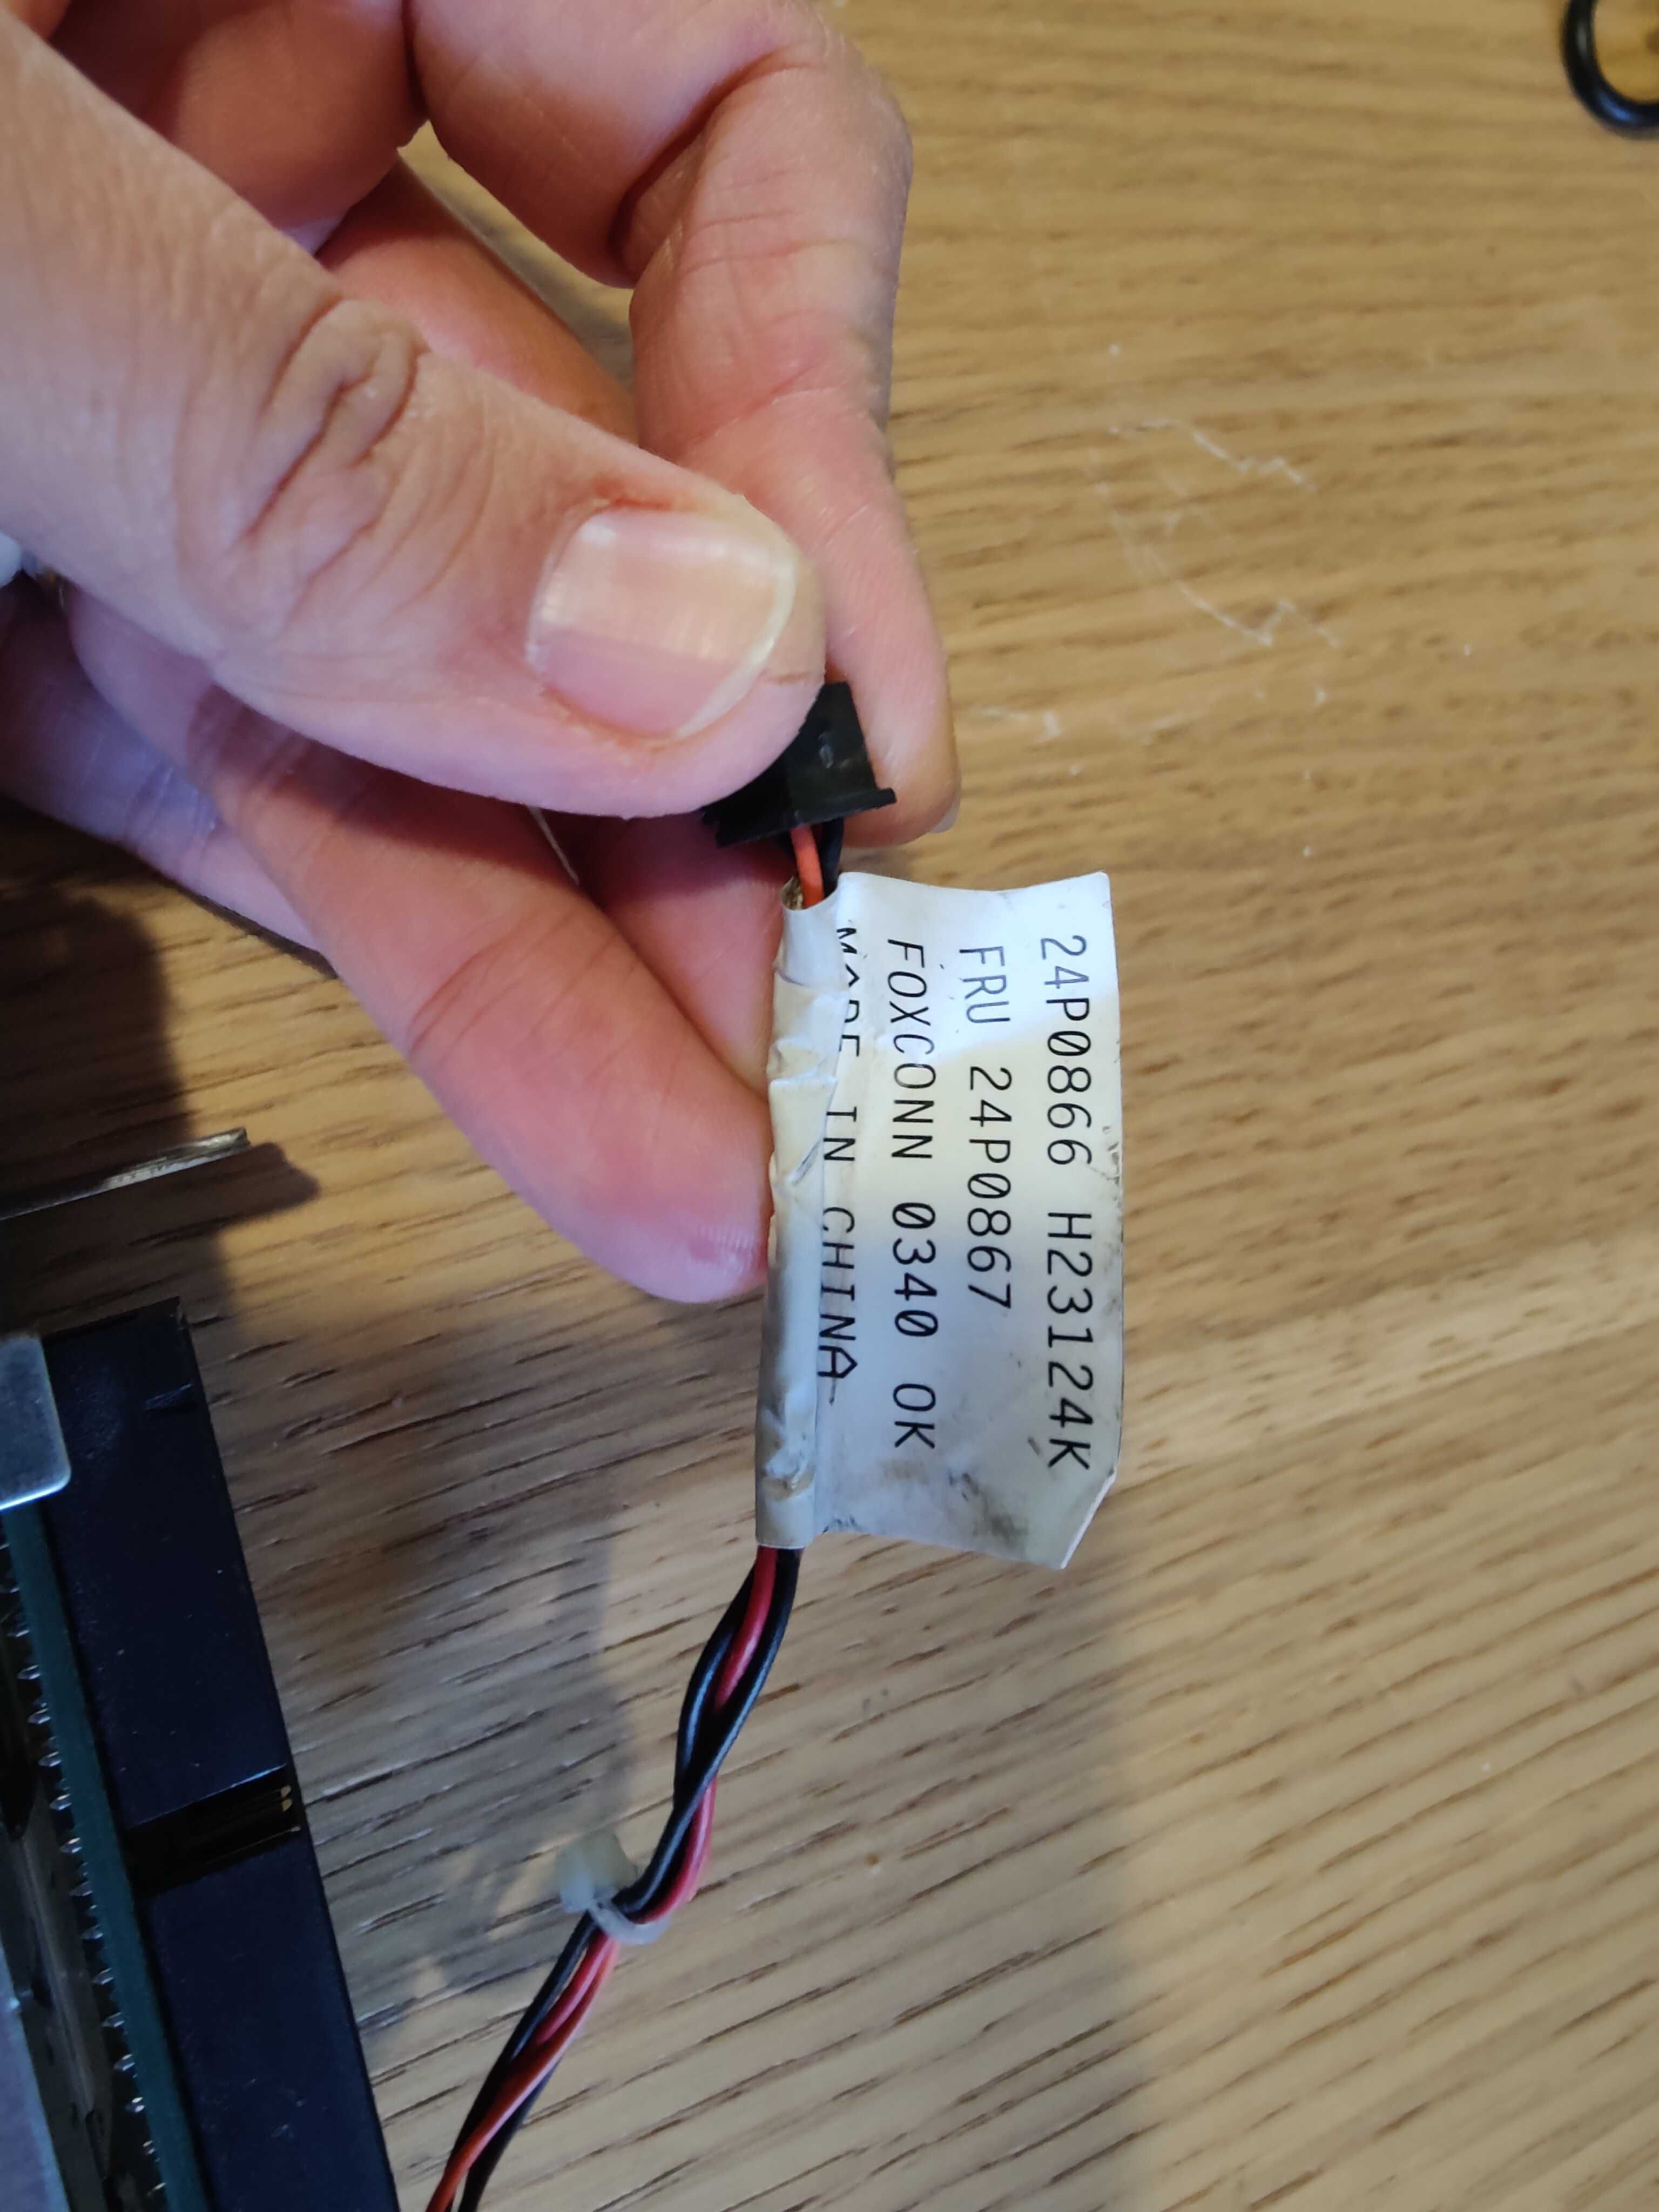 24P0866 H23124K
FRU 24P0867
FOXCONN 0340 OK
MADE IN CHINA